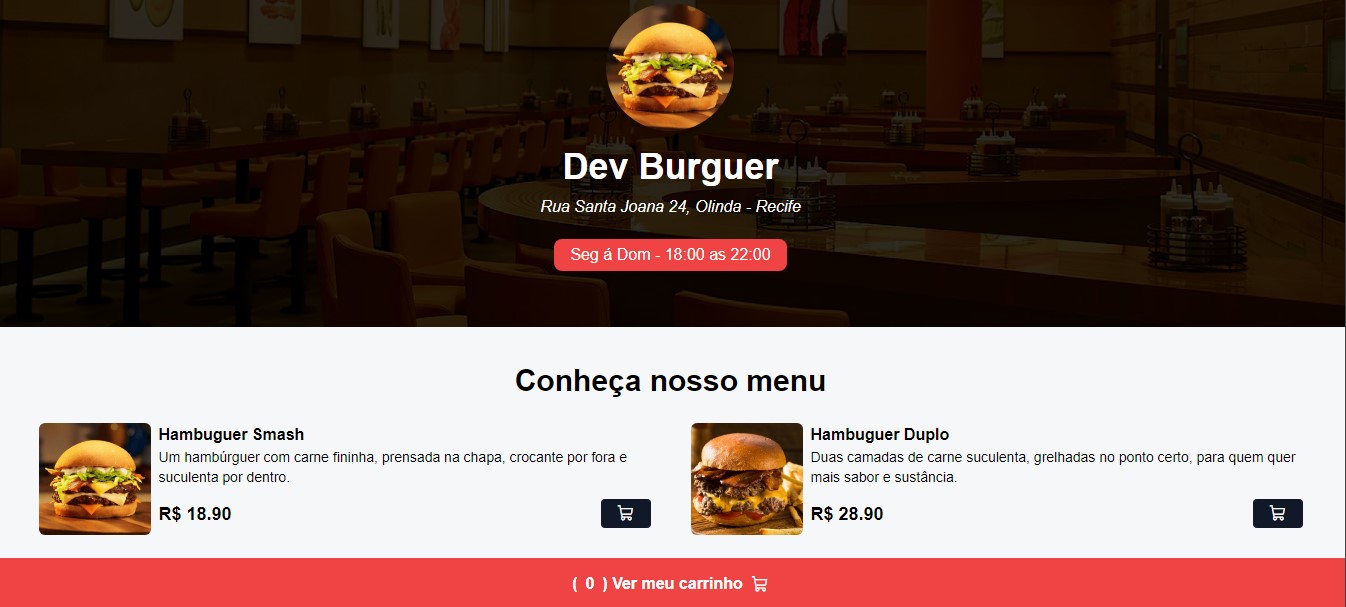 Dev Burguer
Rua Santa Joana 24, Olinda - Recife
Seg á Dom - 18:00 as 22:00
Conheça nosso menu
Hambuguer Smash
Um hambúrguer com carne fininha, prensada na chapa, crocante por fora e
suculenta por dentro.
R$ 18.90
Hambuguer Duplo
Duas camadas de carne suculenta, grelhadas no ponto certo, para quem quer
mais sabor e sustância.
R$ 28.90
( 0 ) Ver meu carrinho